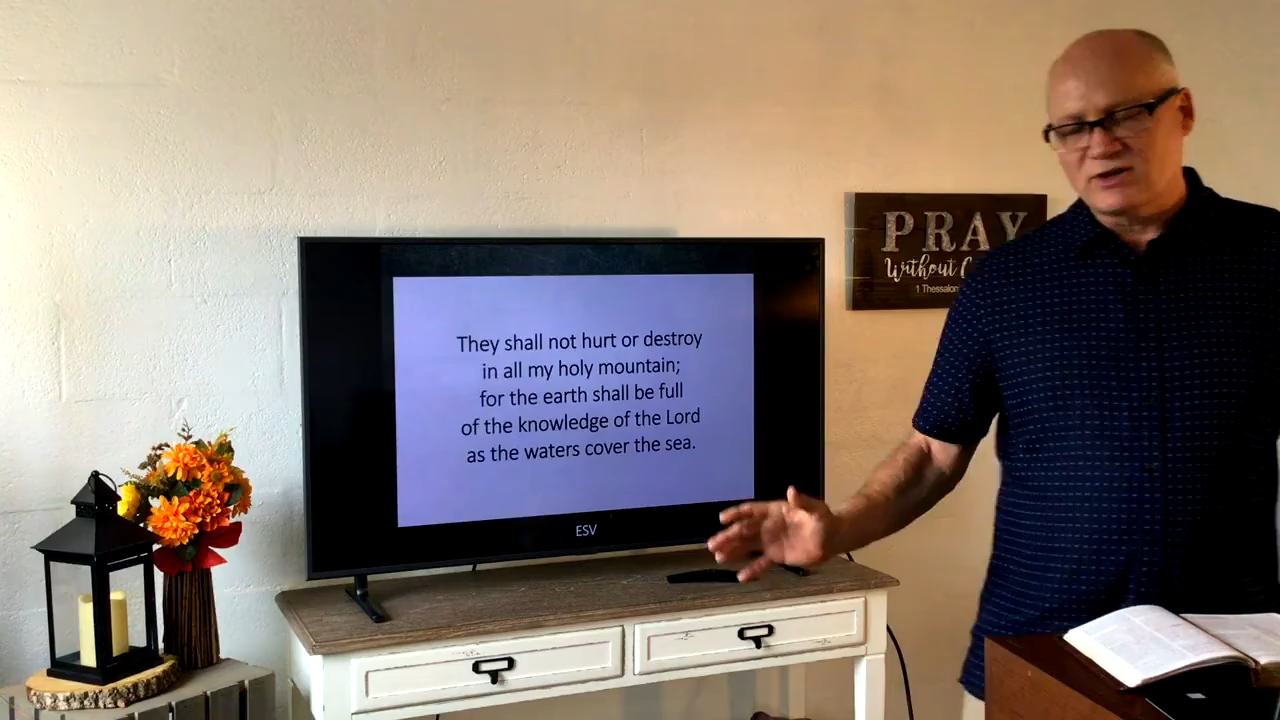 They shall not hurt or destroy
in all my holy mountain;
for the earth shall be full
of the knowledge of the Lord
as the waters cover the sea.
ESV
PRAY
Without
1